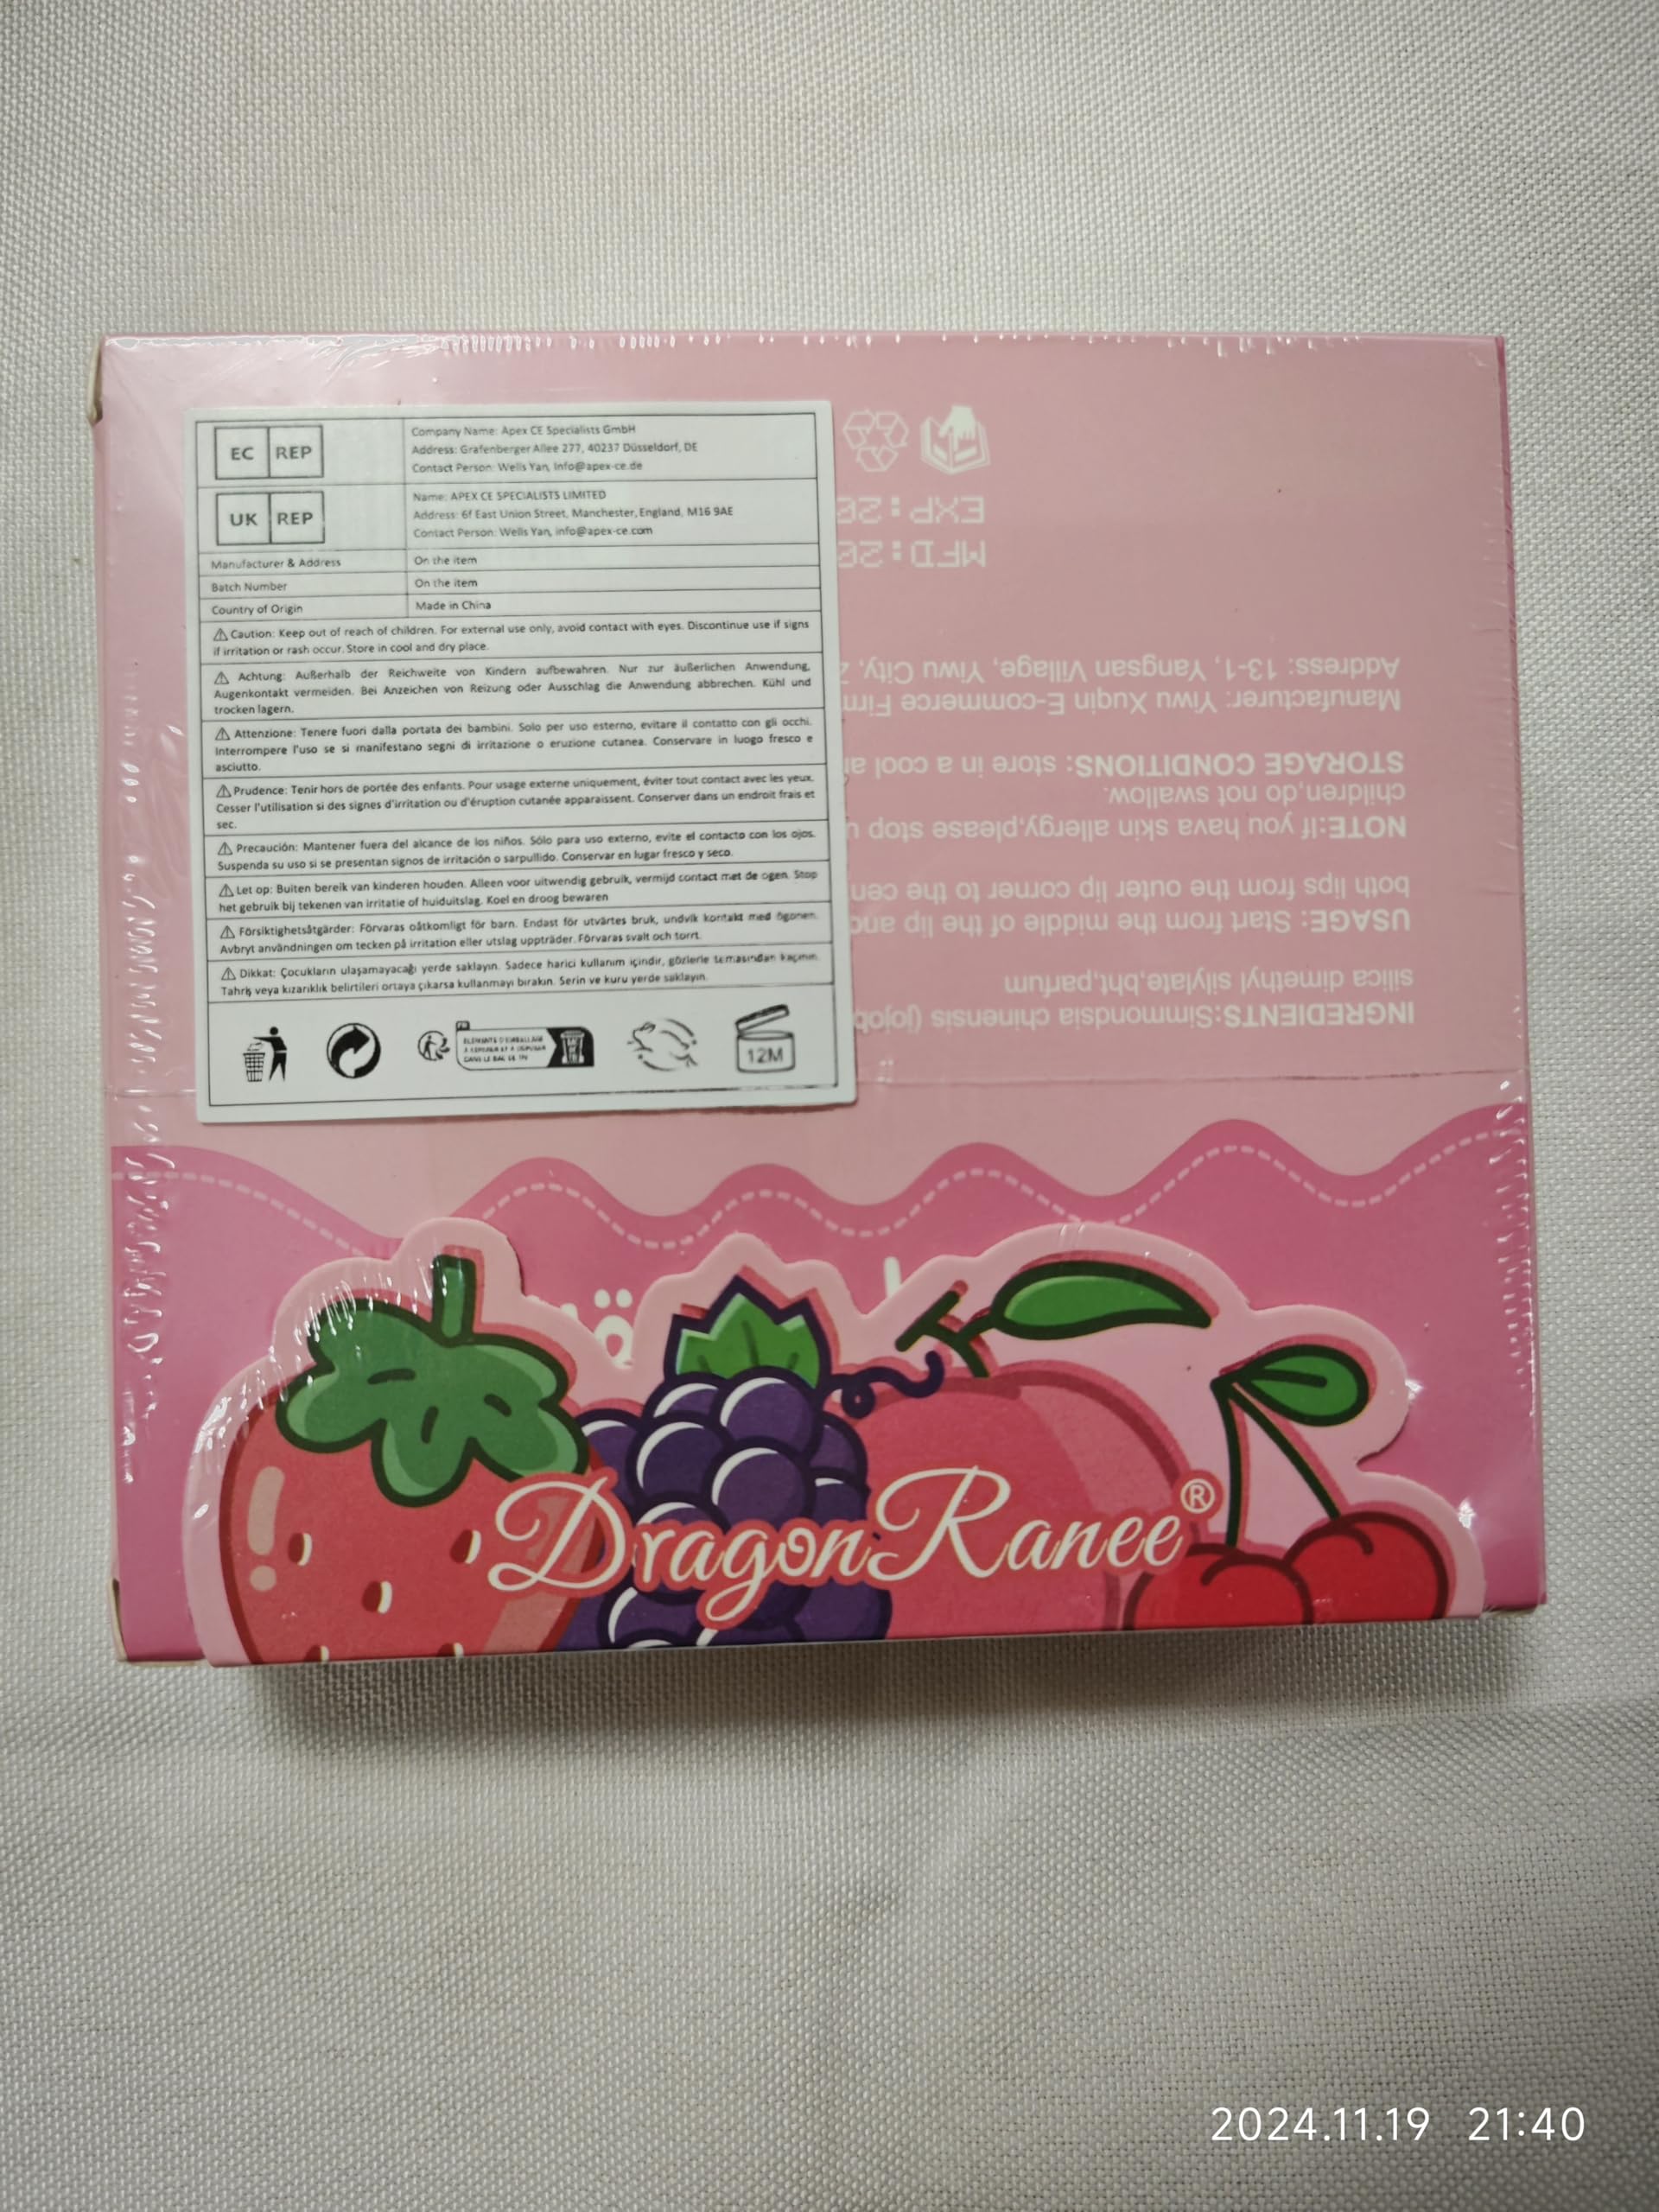 EC REP
Company Name: Apex CE Specialists GmbH
Address: Grafenberger Allee 277, 40237 Düsseldorf, DE
Contact Person: Wells Yan, Info@apex-ce.de
UK REP
Name: APEX CE SPECIALISTS LIMITED
Address: 6f East Union Street, Manchester, England, M16 9AE
Contact Person: Wells Yan, info@apex-ce.com
Manufacturer & Address On the item
Batch Number On the item
Country of Origin Made in China
⚠ Caution: Keep out of reach of children. For external use only, avoid contact with eyes. Discontinue use if signs
if irritation or rash occur. Store in cool and dry place.
⚠ Achtung: Außerhalb der Reichweite von Kindern aufbewahren. Nur zur äußerlichen Anwendung,
Augenkontakt vermeiden. Bei Anzeichen von Reizung oder Ausschlag die Anwendung abbrechen. Kühl und
trocken lagern.
⚠ Attenzione: Tenere fuori dalla portata dei bambini. Solo per uso esterno, evitare il contatto con gli occhi.
Interrompere l'uso se si manifestano segni di irritazione o eruzione cutanea. Conservare in luogo fresco e
asciutto.
⚠ Prudence: Tenir hors de portée des enfants. Pour usage externe uniquement, éviter tout contact avec les yeux.
Cesser l'utilisation si des signes d'irritation ou d'éruption cutanée apparaissent. Conserver dans un endroit frais et
sec.
⚠ Precaución: Mantener fuera del alcance de los niños. Sólo para uso externo, evite el contacto con los ojos.
Suspenda su uso si se presentan signos de irritación o sarpullido. Conservar en lugar fresco y seco.
⚠ Let op: Buiten bereik van kinderen houden. Alleen voor uitwendig gebruik, vermijd contact met de ogen. Stop
het gebruik bij tekenen van irritatie of huiduitslag. Koel en droog bewaren
⚠ Försiktighetsåtgärder: Förvaras oåtkomligt för barn. Endast för utvärtes bruk, undvik kontakt med ögonen.
Avbryt användningen om tecken på irritation eller utslag uppträder. Förvaras svalt och torrt.
⚠ Dikkat: Çocukların ulaşamayacağı yerde saklayın. Sadece harici kullanım içindir, gözlerle temasından kaçının.
Tahriş veya kızarıklık belirtileri ortaya çıkarsa kullanmayı bırakın. Serin ve kuru yerde saklayın.
FR
12M
INGREDIENTS:Simmondsia chinensis (jojob
silica dimethyl silylate,bht,parfum
USAGE: Start from the middle of the lip and
both lips from the outer lip corner to the cen
NOTE:If you hava skin allergy,please stop u
children,do not swallow.
STORAGE CONDITIONS: store in a cool a
Manufacturer: Yiwu Xuqin E-commerce Firm
Address: 13-1, Yangsan Village, Yiwu City,
MFD:20
EXP:20
DragonRanee®
2024.11.19 21:40